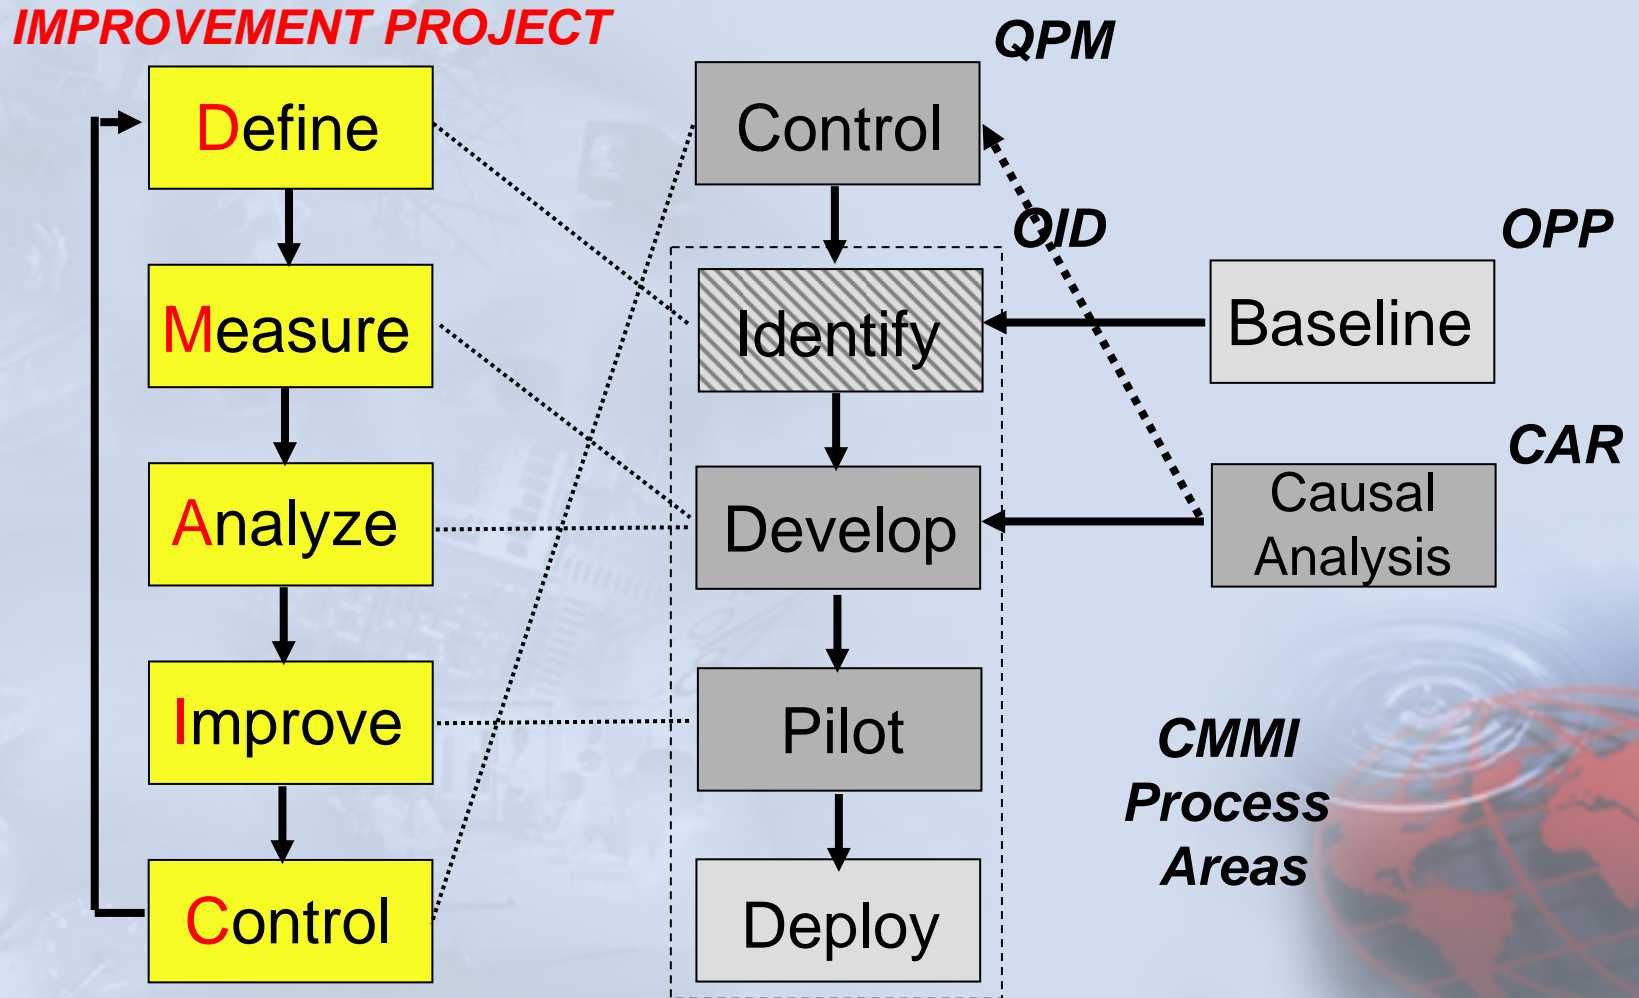 IMPROVEMENT PROJECT
Define
Measure
Analyze
Improve
Control
QPM
Control
OID
Identify
Develop
Pilot
Deploy
OPP
Baseline
CAR
Causal
Analysis
CMMI
Process
Areas